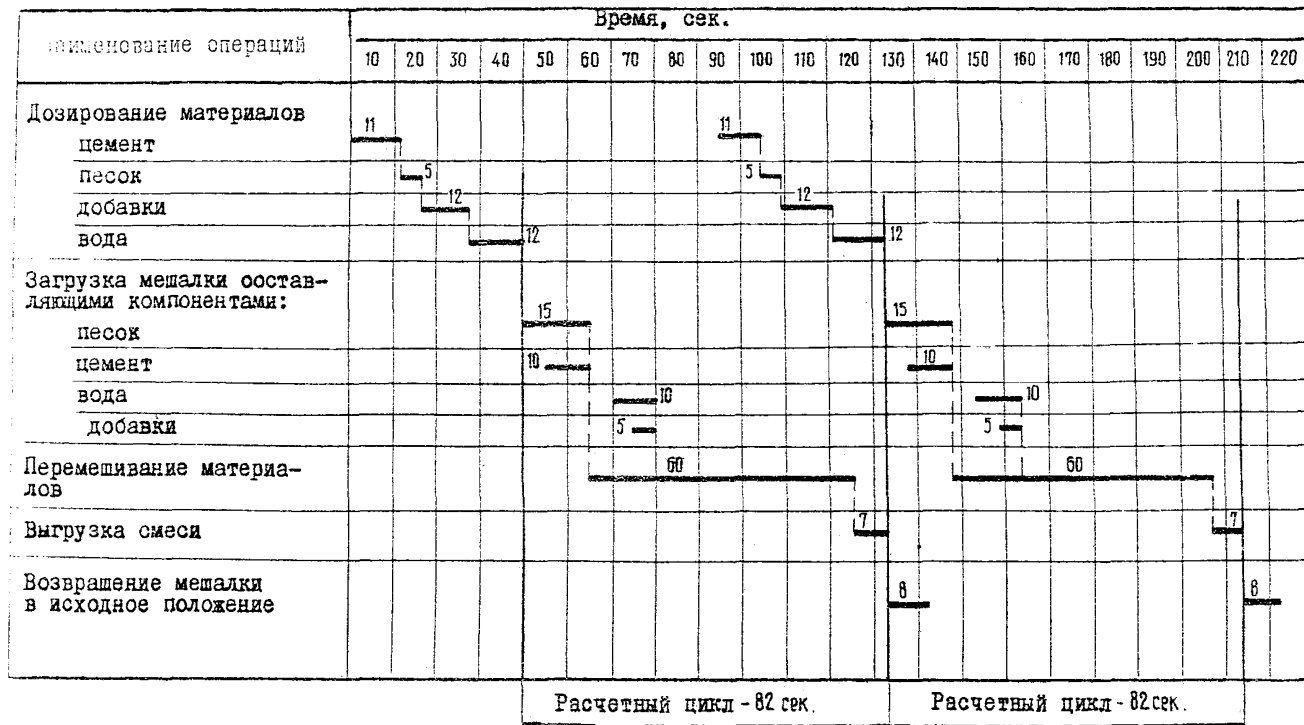 Время, сек.
наименование операций
10 20 30 40 50 60 70 80 90 100 110 120 130 140 150 160 170 180 190 200 210 220
Дозирование материалов
11 11
цемент
песок 5 5
12 12
добавки
вода 12 12
Загрузка мешалки состав-
ляющими компонентами:
15 15
песок
цемент 10 10
вода 10 10
добавки 5 5
Перемешивание материа- 60 60
лов
Выгрузка смеси 7 7
Возвращение мешалки
в исходное положение 8 8
Расчетный цикл - 82 сек. Расчетный цикл - 82 сек.